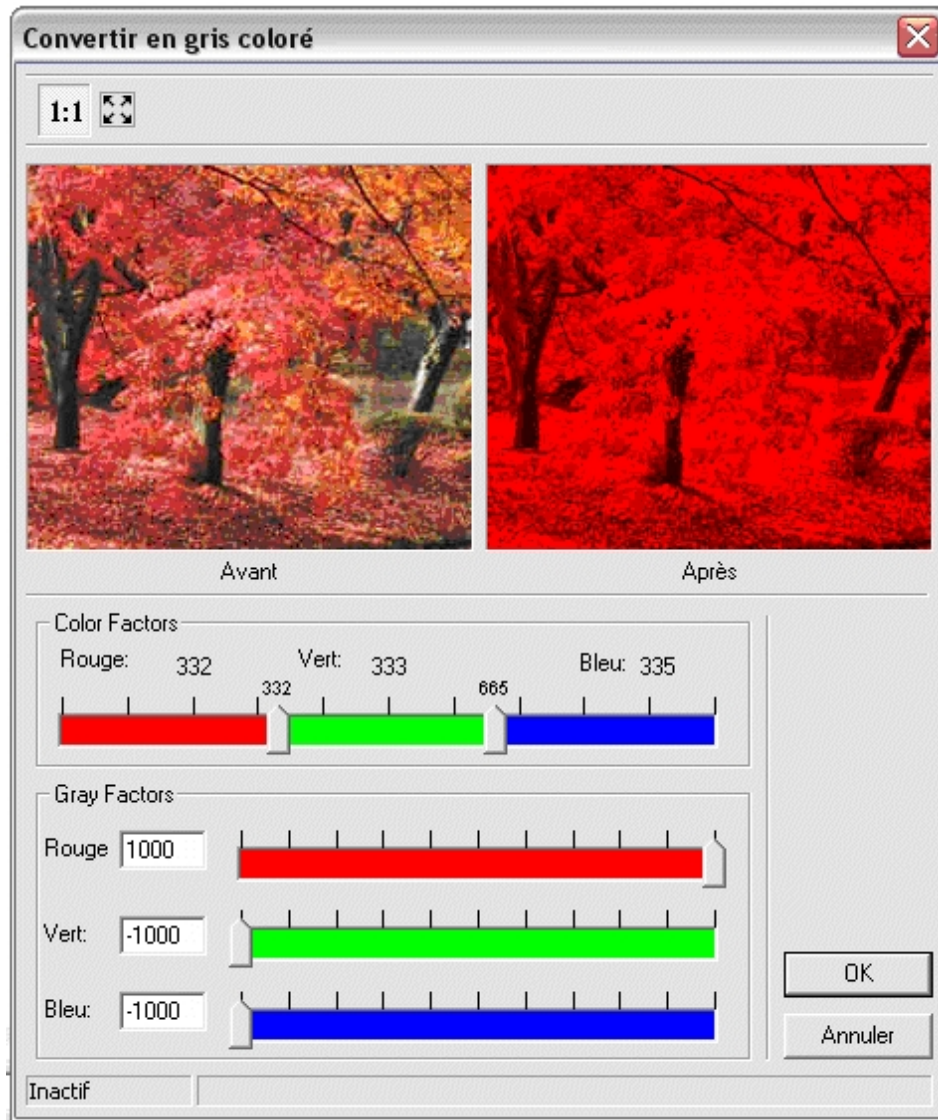 Convertir en gris coloré
1:1
Avant
Après
Color Factors
Rouge: 332 Vert: 333 Bleu: 335
332 665
Gray Factors
Rouge 1000
Vert: -1000
Bleu: -1000
OK
Annuler
Inactif